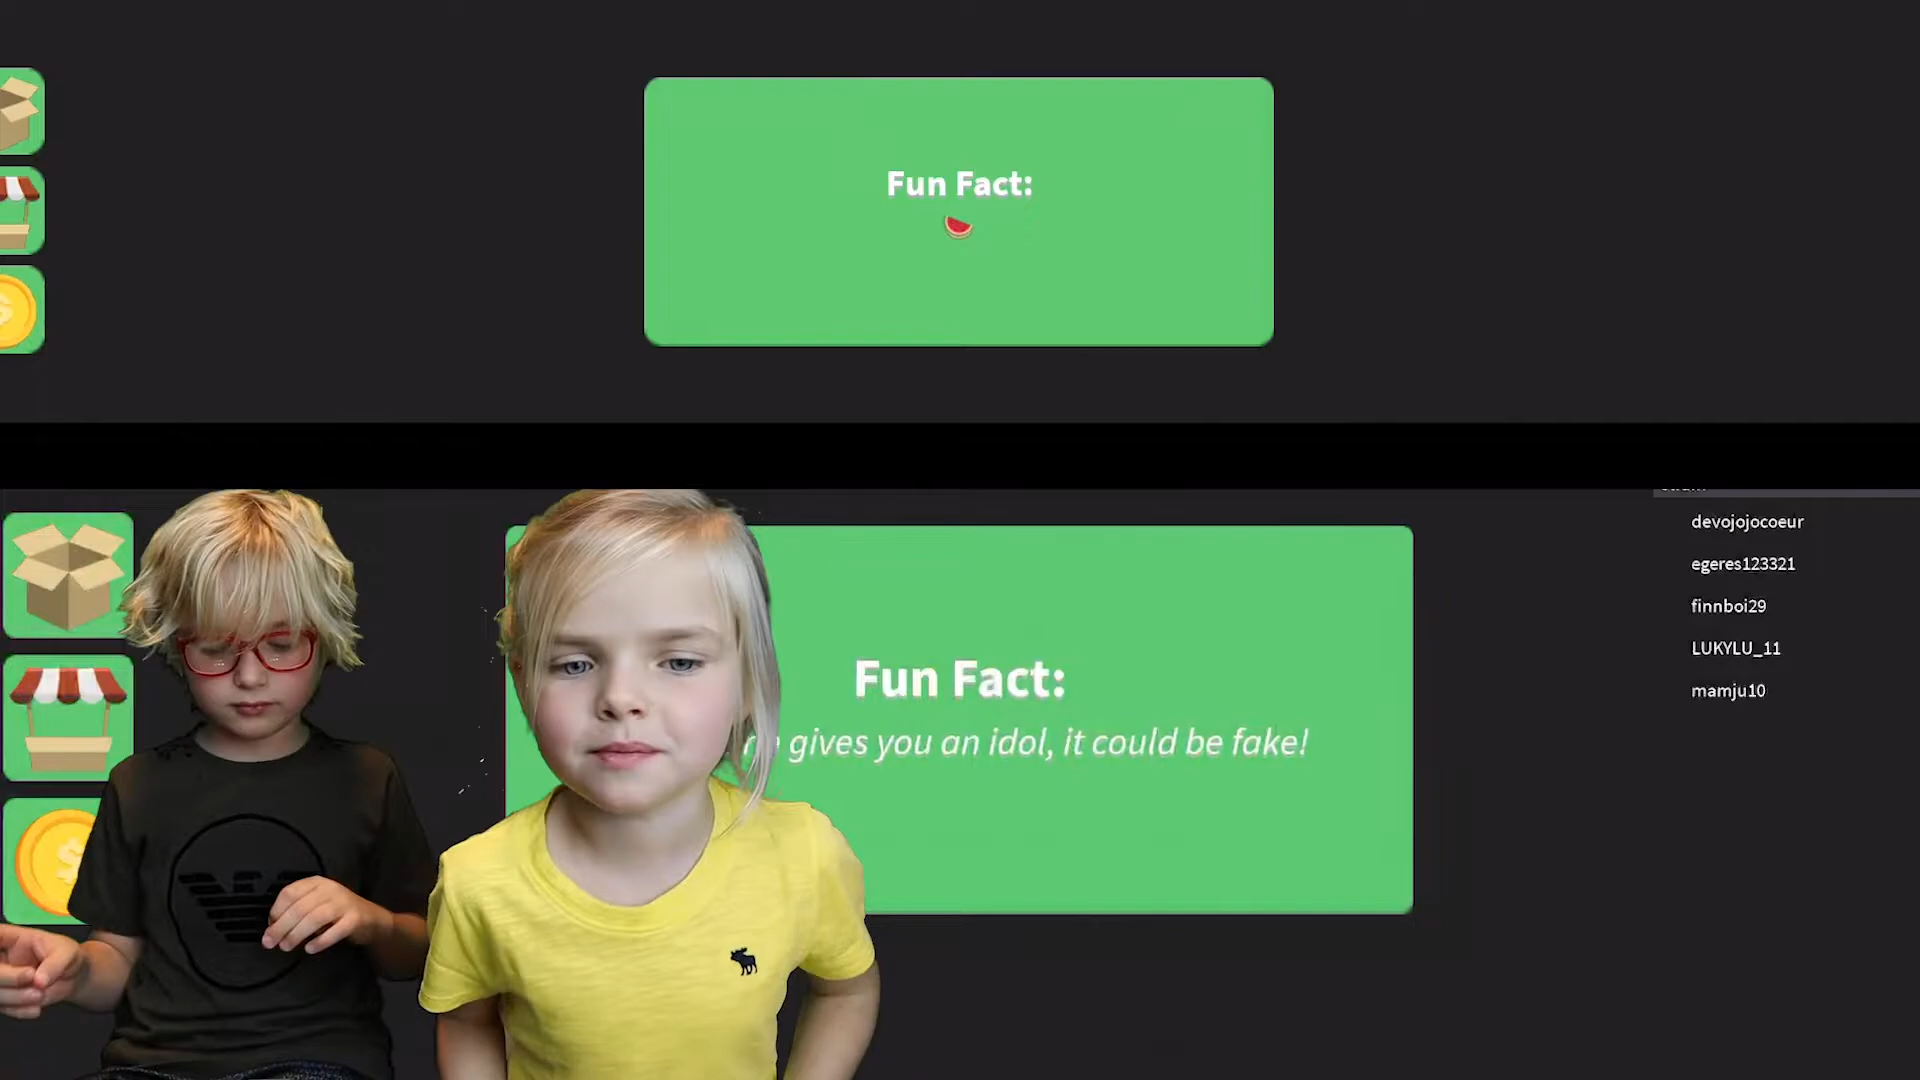 Fun Fact:
devojojocoeur
egeres123321
finnboi29
LUKYLU_11
mamju10
Fun Fact:
gives you an idol, it could be fake!